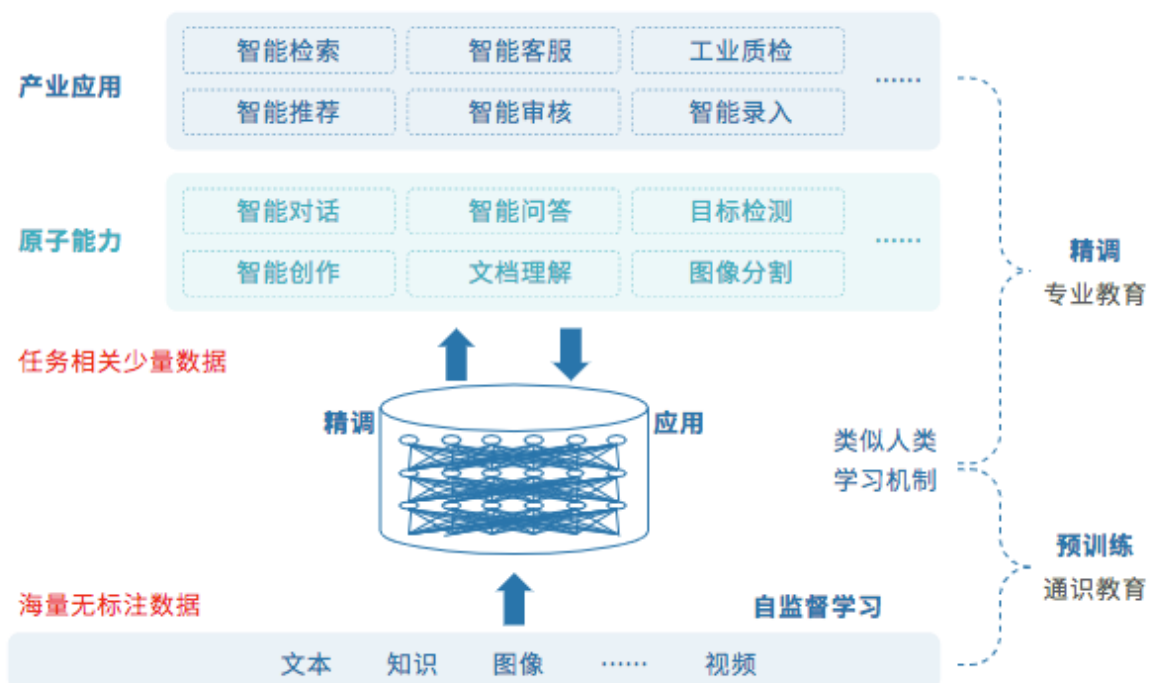 智能检索 智能客服 工业质检
产业应用 ……
智能推荐 智能审核 智能录入
智能对话 智能问答 目标检测
原子能力 ……
智能创作 文档理解 图像分割
精调
专业教育
任务相关少量数据
精调 应用
类似人类
学习机制
预训练
通识教育
海量无标注数据 自监督学习
文本 知识 图像 …… 视频